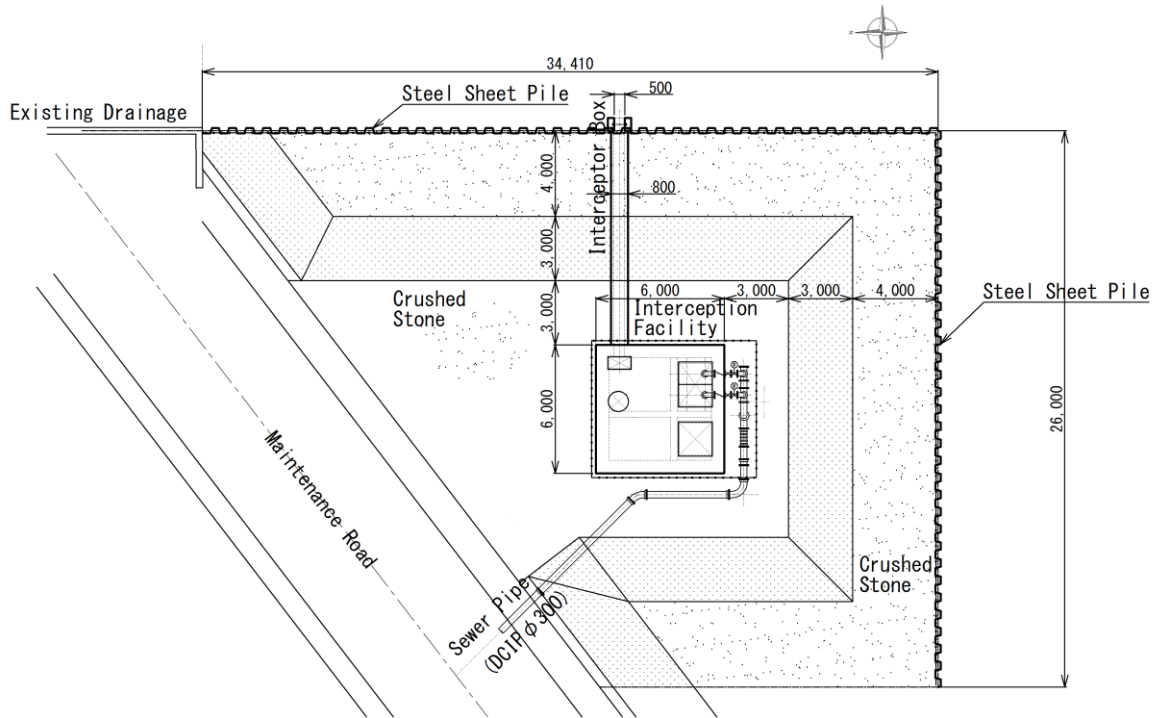 34,410
Steel Sheet Pile
500
Existing Drainage
Interceptor Box
4,000
800
3,000
6,000
3,000
3,000
4,000
Steel Sheet Pile
Crushed
Stone
3,000
Interception
Facility
6,000
26,000
Maintenance Road
Crushed
Stone
Sewer Pipe
(DCIP φ300)